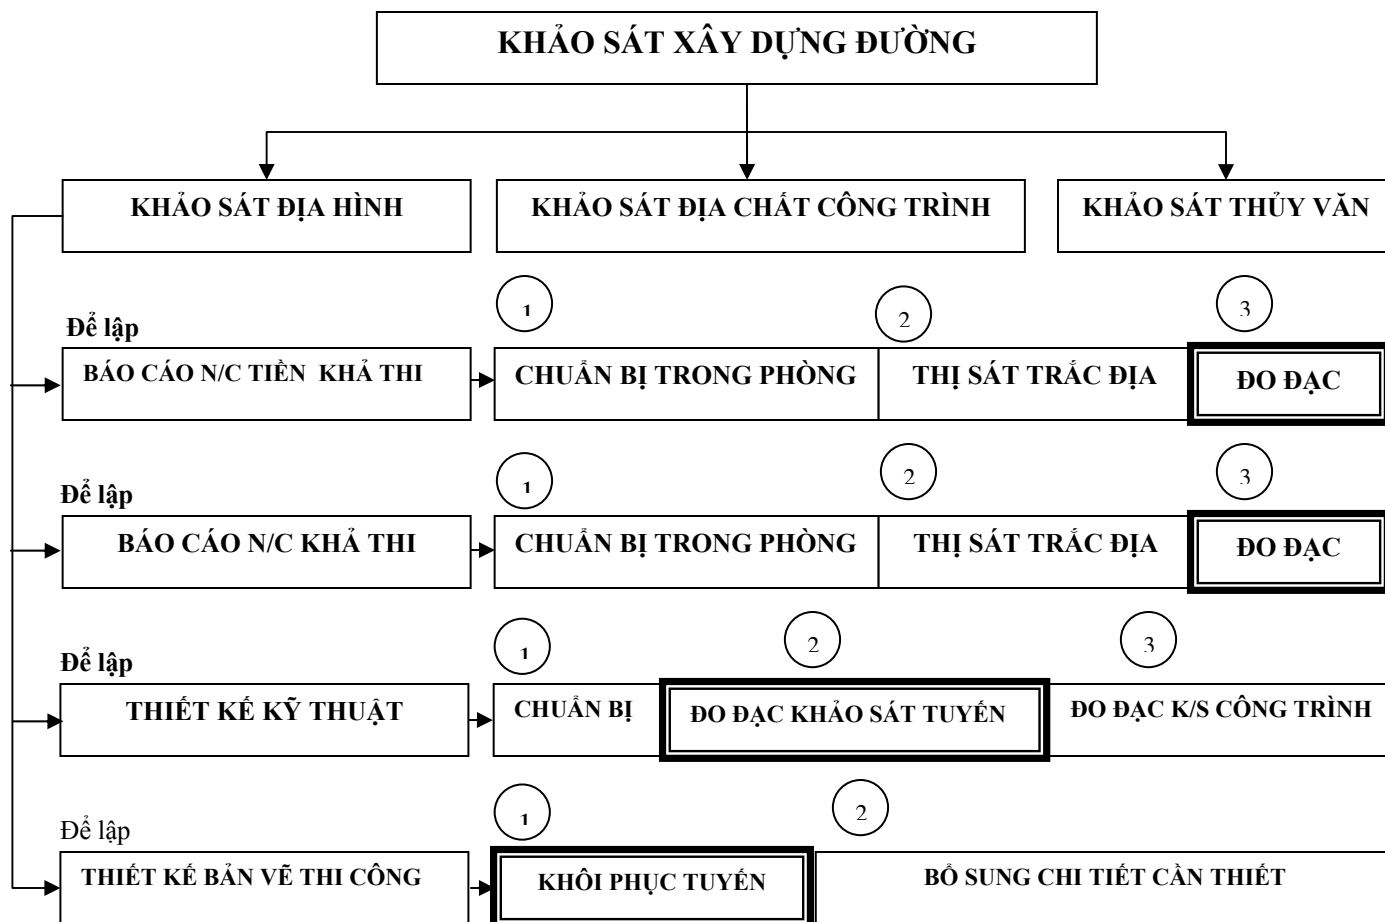 KHẢO SÁT XÂY DỰNG ĐƯỜNG
KHẢO SÁT ĐỊA HÌNH
KHẢO SÁT ĐỊA CHẤT CÔNG TRÌNH
KHẢO SÁT THỦY VĂN
1
2
3
Để lập
BÁO CÁO N/C TIỀN KHẢ THI
CHUẨN BỊ TRONG PHÒNG
THỊ SÁT TRẮC ĐỊA
ĐO ĐẠC
1
2
3
Để lập
BÁO CÁO N/C KHẢ THI
CHUẨN BỊ TRONG PHÒNG
THỊ SÁT TRẮC ĐỊA
ĐO ĐẠC
1
2
3
Để lập
THIẾT KẾ KỸ THUẬT
CHUẨN BỊ
ĐO ĐẠC KHẢO SÁT TUYẾN
ĐO ĐẠC K/S CÔNG TRÌNH
1
2
Để lập
THIẾT KẾ BẢN VẼ THI CÔNG
KHÔI PHỤC TUYẾN
BỔ SUNG CHI TIẾT CẦN THIẾT